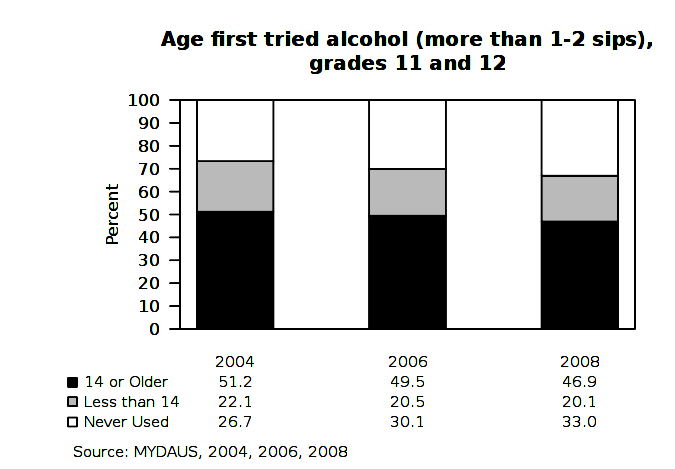 Age first tried alcohol (more than 1-2 sips),
grades 11 and 12
100
90
80
70
60
50
40
30
20
10
0
Percent
2004 2006 2008
14 or Older 51.2 49.5 46.9
Less than 14 22.1 20.5 20.1
Never Used 26.7 30.1 33.0
Source: MYDAUS, 2004, 2006, 2008